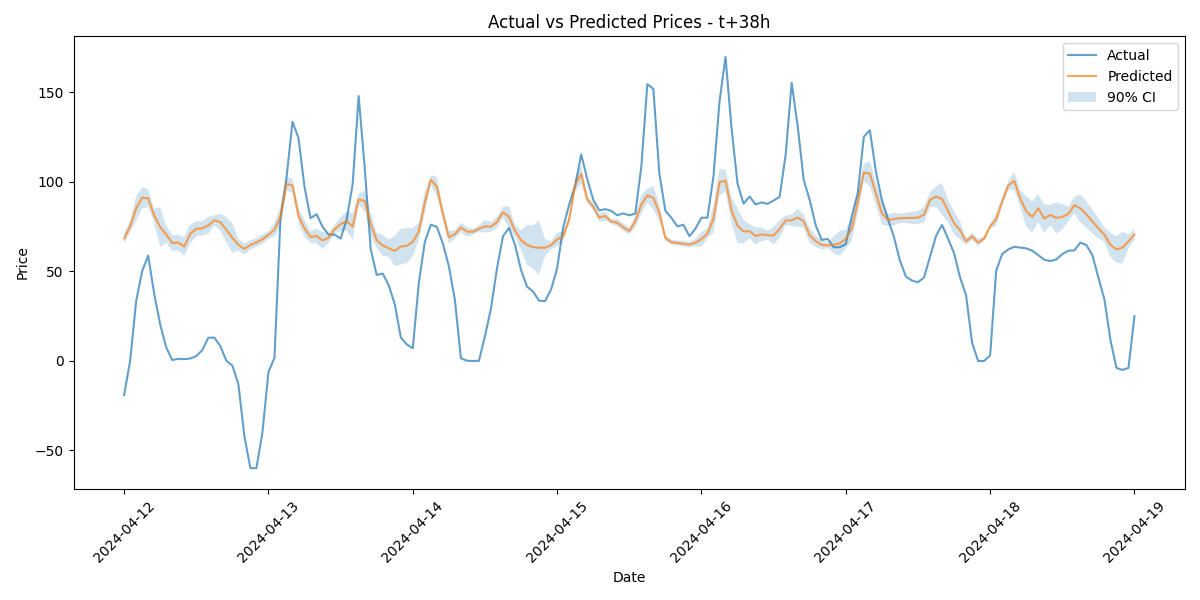 Actual vs Predicted Prices - t+38h
Actual
Predicted
90% CI
Price
150
100
50
0
−50
2024-04-12
2024-04-13
2024-04-14
2024-04-15
2024-04-16
2024-04-17
2024-04-18
2024-04-19
Date